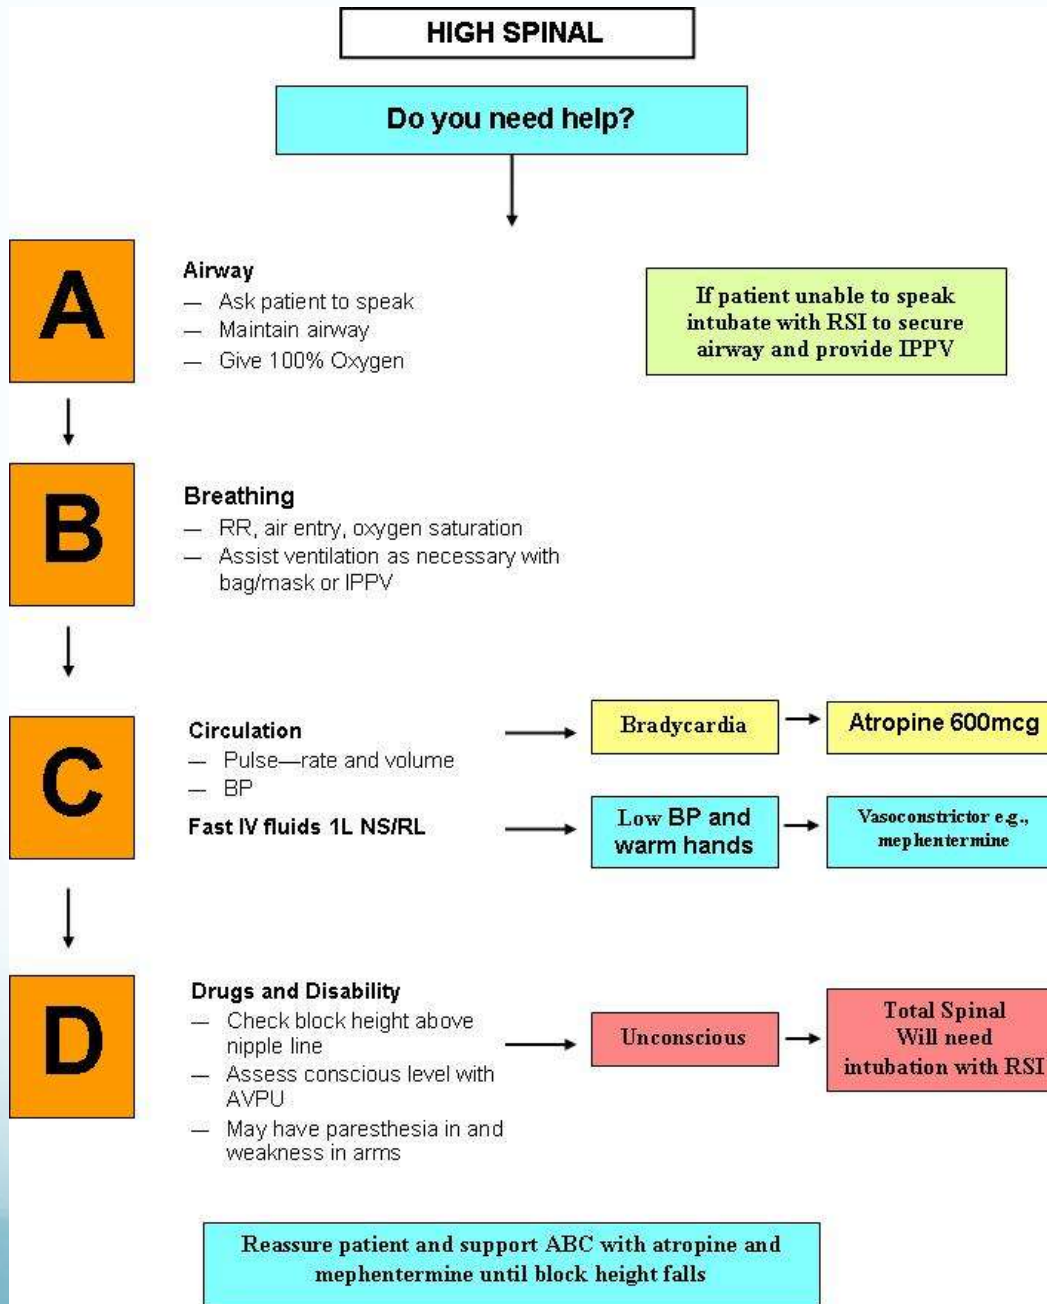 HIGH SPINAL
Do you need help?
A
Airway
— Ask patient to speak
— Maintain airway
— Give 100% Oxygen
If patient unable to speak
intubate with RSI to secure
airway and provide IPPV
B
Breathing
— RR, air entry, oxygen saturation
— Assist ventilation as necessary with
bag/mask or IPPV
C
Circulation
— Pulse—rate and volume
— BP
Fast IV fluids 1L NS/RL
Bradycardia
Atropine 600mcg
Low BP and
warm hands
Vasoconstrictor e.g.,
mephentermine
D
Drugs and Disability
— Check block height above
nipple line
— Assess conscious level with
AVPU
— May have paresthesia in and
weakness in arms
Unconscious
Total Spinal
Will need
intubation with RSI
Reassure patient and support ABC with atropine and
mephentermine until block height falls